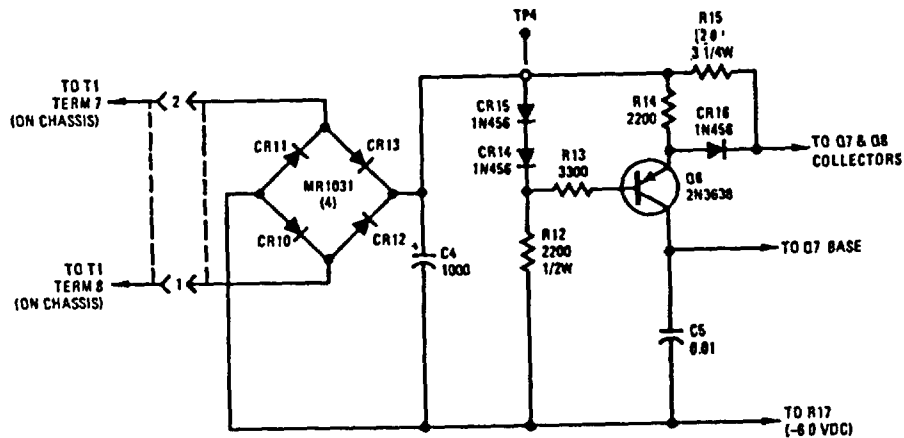 TP4
R15
3 1/4W
TO T1
TERM 7
(ON CHASSIS)
2
CR15
1N456
R14
2200
CR16
1N456
CR11
CR13
CR14
1N456
R13
3300
TO Q7 & Q8
COLLECTORS
MR1031
(4)
Q6
2N3638
CR10
CR12
R12
2200
1/2W
C4
1000
+
TO Q7 BASE
TO T1
TERM 8
(ON CHASSIS)
1
C5
0.01
TO R17
(-6.0 VDC)